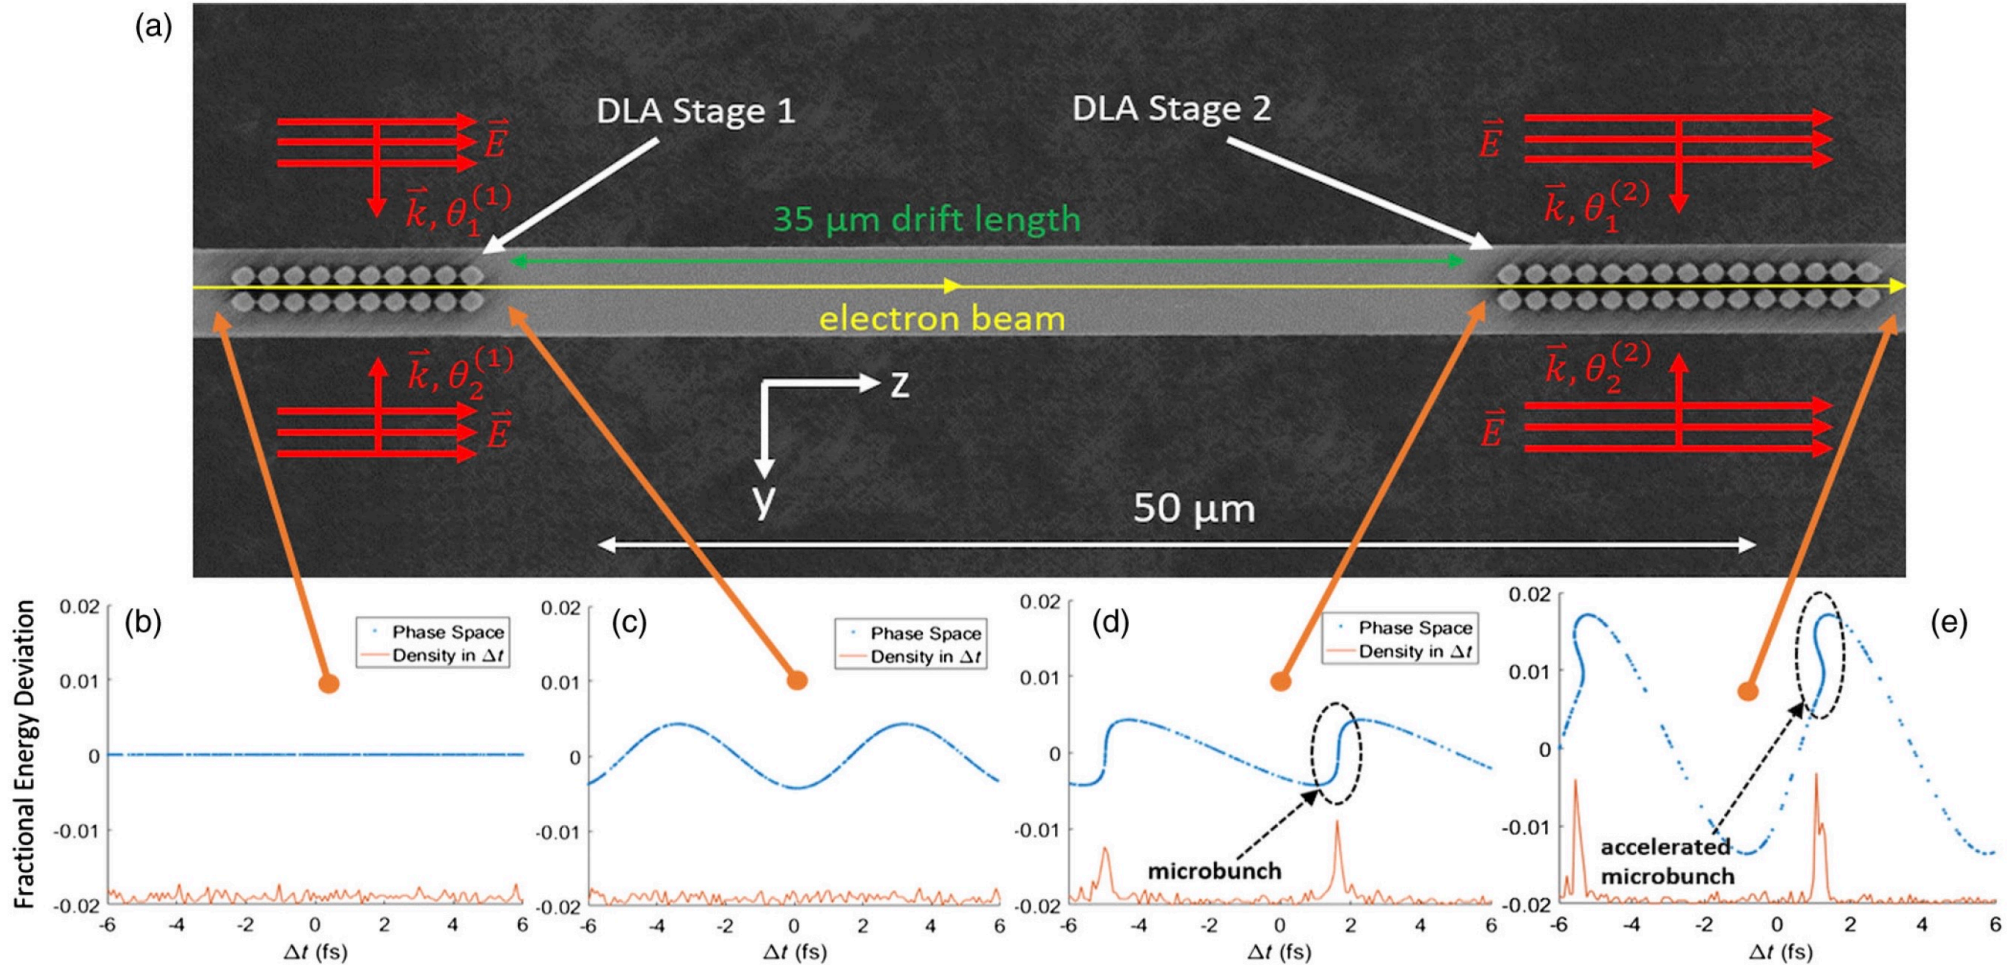 (a)
DLA Stage 1
DLA Stage 2
E⃗
E⃗
k⃗, θ₁⁽¹⁾
k⃗, θ₁⁽²⁾
35 µm drift length
electron beam
k⃗, θ₂⁽¹⁾
k⃗, θ₂⁽²⁾
z
E⃗
E⃗
y
50 µm
Fractional Energy Deviation
(b)
Phase Space
Density in Δt
0.02
0.01
0
-0.01
-0.02
-6 -4 -2 0 2 4 6
Δt (fs)
(c)
Phase Space
Density in Δt
0.02
0.01
0
-0.01
-0.02
-6 -4 -2 0 2 4 6
Δt (fs)
(d)
Phase Space
Density in Δt
0.02
0.01
0
-0.01
-0.02
microbunch
-6 -4 -2 0 2 4 6
Δt (fs)
(e)
0.02
0.01
0
-0.01
-0.02
accelerated
microbunch
-6 -4 -2 0 2 4 6
Δt (fs)